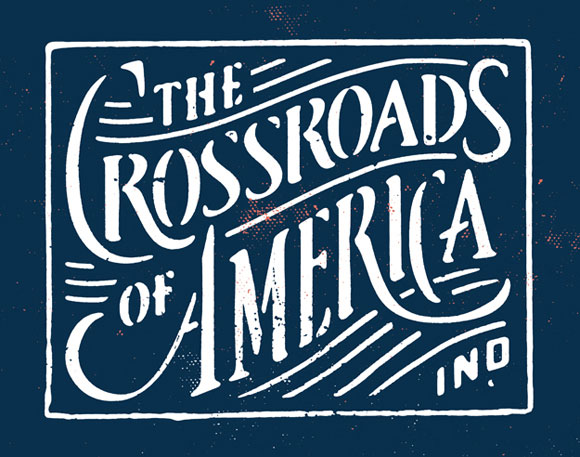 THE
CROSSROADS
OF AMERICA
IND.